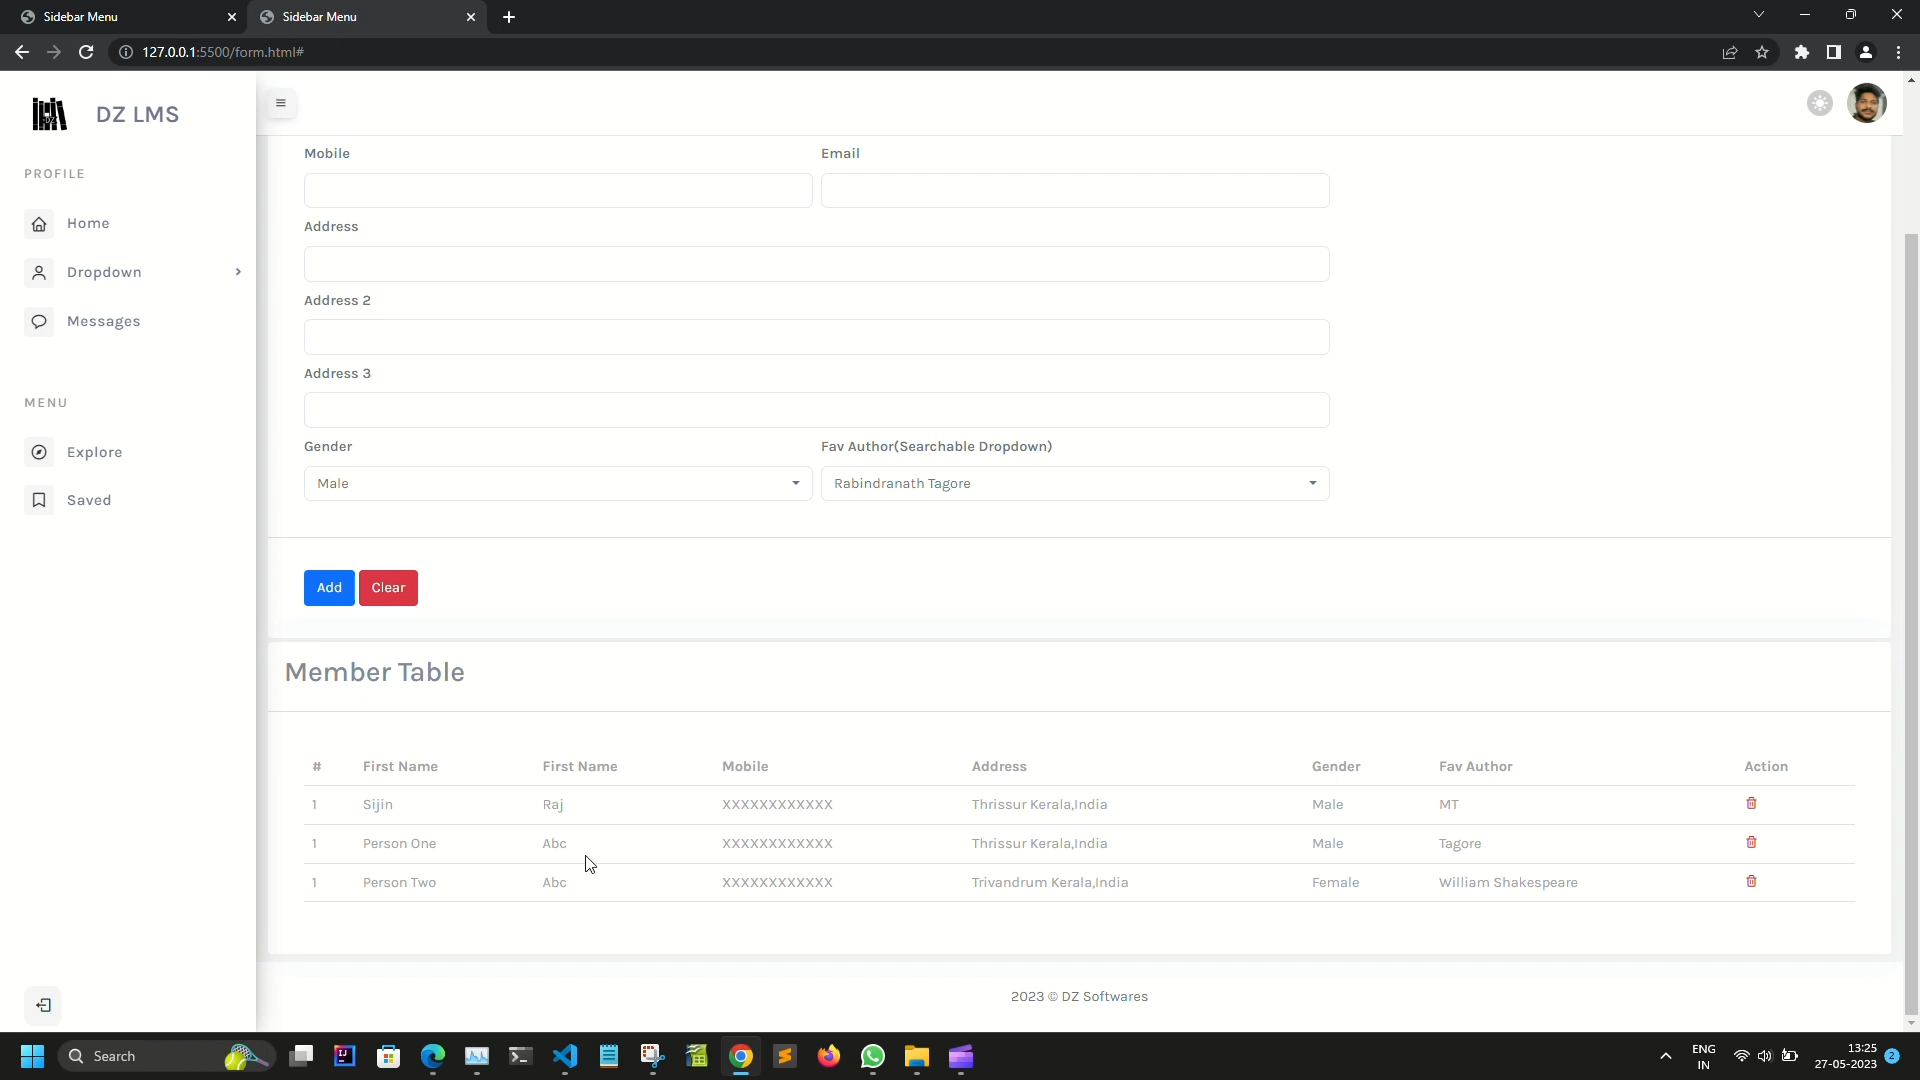 Sidebar Menu
Sidebar Menu
127.0.0.1:5500/form.html#
DZ LMS
PROFILE
Home
Dropdown
Messages
MENU
Explore
Saved
Mobile Email
Address
Address 2
Address 3
Gender Fav Author(Searchable Dropdown)
Male Rabindranath Tagore
Add Clear
Member Table
# First Name First Name Mobile Address Gender Fav Author Action
1 Sijin Raj XXXXXXXXXXXX Thrissur Kerala,India Male MT
1 Person One Abc XXXXXXXXXXXX Thrissur Kerala,India Male Tagore
1 Person Two Abc XXXXXXXXXXXX Trivandrum Kerala,India Female William Shakespeare
2023 © DZ Softwares
Search
ENG
IN
13:25
27-05-2023
2